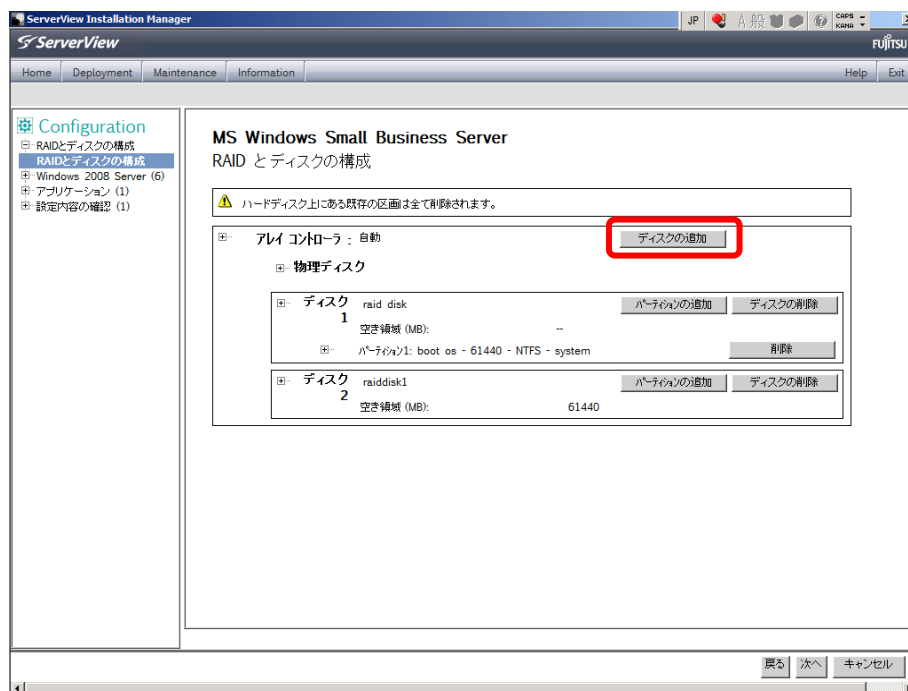 ServerView Installation Manager
JP A 般 CAPS KANA
ServerView FUJITSU
Home Deployment Maintenance Information Help Exit
Configuration
RAIDとディスクの構成
RAIDとディスクの構成
Windows 2008 Server (6)
アプリケーション (1)
設定内容の確認 (1)
MS Windows Small Business Server
RAID とディスクの構成
ハードディスク上にある既存の区画は全て削除されます。
アレイ コントローラ : 自動 ディスクの追加
物理ディスク
ディスク 1 raid disk パーティションの追加 ディスクの削除
空き領域 (MB): --
パーティション1: boot os - 61440 - NTFS - system 削除
ディスク 2 raiddisk1 パーティションの追加 ディスクの削除
空き領域 (MB): 61440
戻る 次へ キャンセル